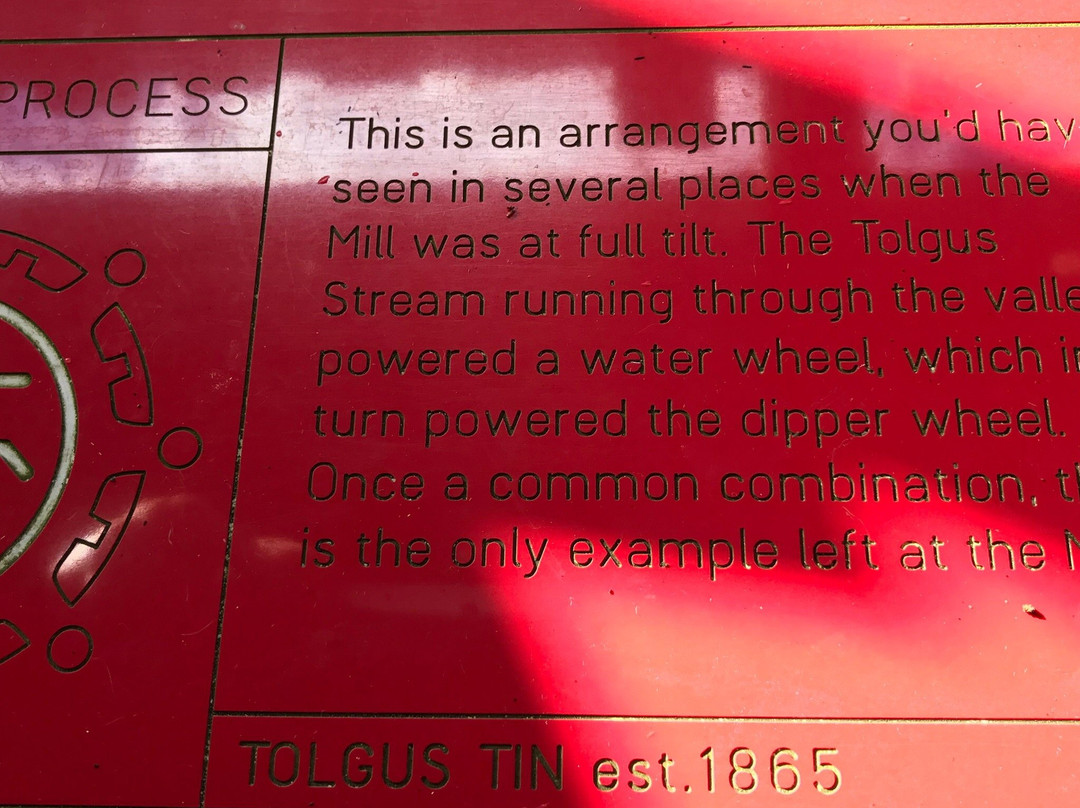 PROCESS
This is an arrangement you'd hav
seen in several places when the
Mill was at full tilt. The Tolgus
Stream running through the valle
powered a water wheel, which in
turn powered the dipper wheel.
Once a common combination, th
is the only example left at the
TOLGUS TIN est.1865